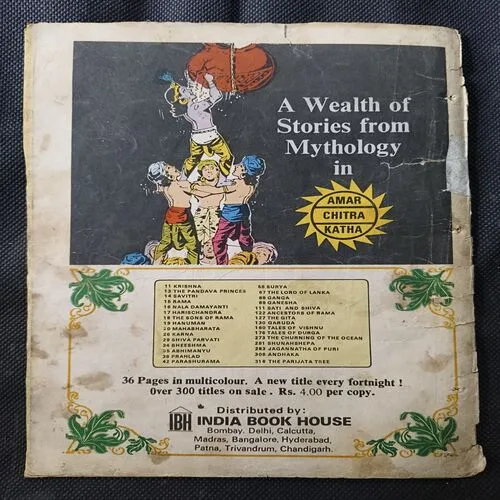 A Wealth of
Stories from
Mythology
in
AMAR
CHITRA
KATHA
11 KRISHNA
13 THE PANDAVA PRINCES
14 SAVITRI
15 RAMA
16 NALA DAMAYANTI
17 HARISCHANDRA
18 THE SONS OF RAMA
19 HANUMAN
20 MAHABHARATA
26 KARNA
29 SHIVA PARVATI
34 BHEESHMA
35 ABHIMANYU
38 PRAHLAD
42 PARASHURAMA
58 SURYA
67 THE LORD OF LANKA
88 GANGA
89 GANESHA
111 SATI AND SHIVA
122 ANCESTORS OF RAMA
127 THE GITA
130 GARUDA
160 TALES OF VISHNU
176 TALES OF DURGA
273 THE CHURNING OF THE OCEAN
281 SHUNAHSHEPA
283 JAGANNATHA OF PURI
308 ANDHAKA
314 THE PARIJATA TREE
36 Pages in multicolour. A new title every fortnight !
Over 300 titles on sale. Rs. 4.00 per copy.
Distributed by:
IBH INDIA BOOK HOUSE
Bombay. Delhi, Calcutta,
Madras, Bangalore, Hyderabad,
Patna, Trivandrum, Chandigarh.